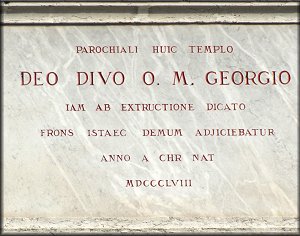 PAROCHIALI HUIC TEMPLO
DEO DIVO O. M. GEORGIO
IAM AB EXTRUCTIONE DICATO
FRONS ISTAEC DEMUM ADJICIEBATUR
ANNO A CHR NAT
MDCCCLVIII